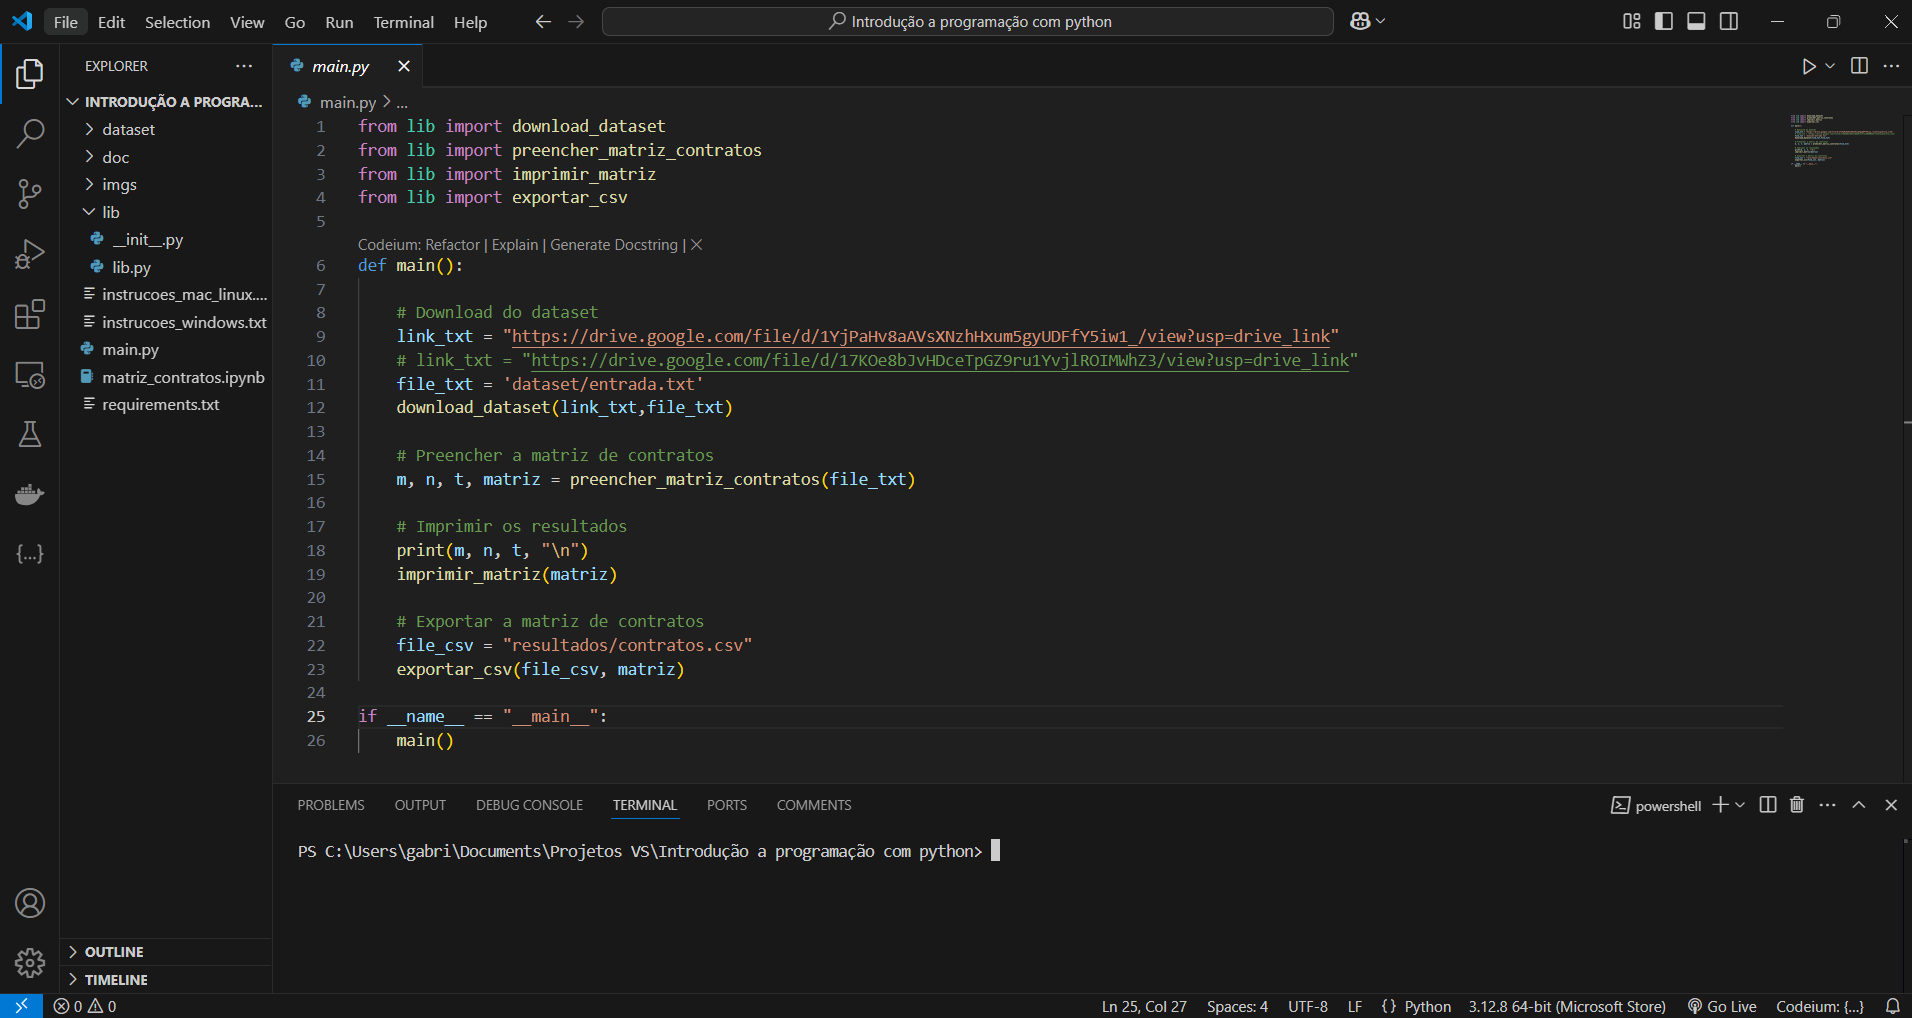 File Edit Selection View Go Run Terminal Help
Introdução a programação com python
EXPLORER
INTRODUÇÃO A PROGRA...
dataset
doc
imgs
lib
__init__.py
lib.py
instrucoes_mac_linux....
instrucoes_windows.txt
main.py
matriz_contratos.ipynb
requirements.txt
OUTLINE
TIMELINE
main.py
main.py > ...
1 from lib import download_dataset
2 from lib import preencher_matriz_contratos
3 from lib import imprimir_matriz
4 from lib import exportar_csv
5
Codeium: Refactor | Explain | Generate Docstring | ×
6 def main():
7
8 # Download do dataset
9 link_txt = "https://drive.google.com/file/d/1YjPaHv8aAVsXNzhHxum5gyUDFfY5iw1_/view?usp=drive_link"
10 # link_txt = "https://drive.google.com/file/d/17KOe8bJvHDceTpGZ9ru1YvjlROIMWhZ3/view?usp=drive_link"
11 file_txt = 'dataset/entrada.txt'
12 download_dataset(link_txt,file_txt)
13
14 # Preencher a matriz de contratos
15 m, n, t, matriz = preencher_matriz_contratos(file_txt)
16
17 # Imprimir os resultados
18 print(m, n, t, "\n")
19 imprimir_matriz(matriz)
20
21 # Exportar a matriz de contratos
22 file_csv = "resultados/contratos.csv"
23 exportar_csv(file_csv, matriz)
24
25 if __name__ == "__main__":
26 main()
PROBLEMS OUTPUT DEBUG CONSOLE TERMINAL PORTS COMMENTS
powershell
PS C:\Users\gabri\Documents\Projetos VS\Introdução a programação com python>
0 0
Ln 25, Col 27 Spaces: 4 UTF-8 LF {} Python 3.12.8 64-bit (Microsoft Store) Go Live Codeium: {...}